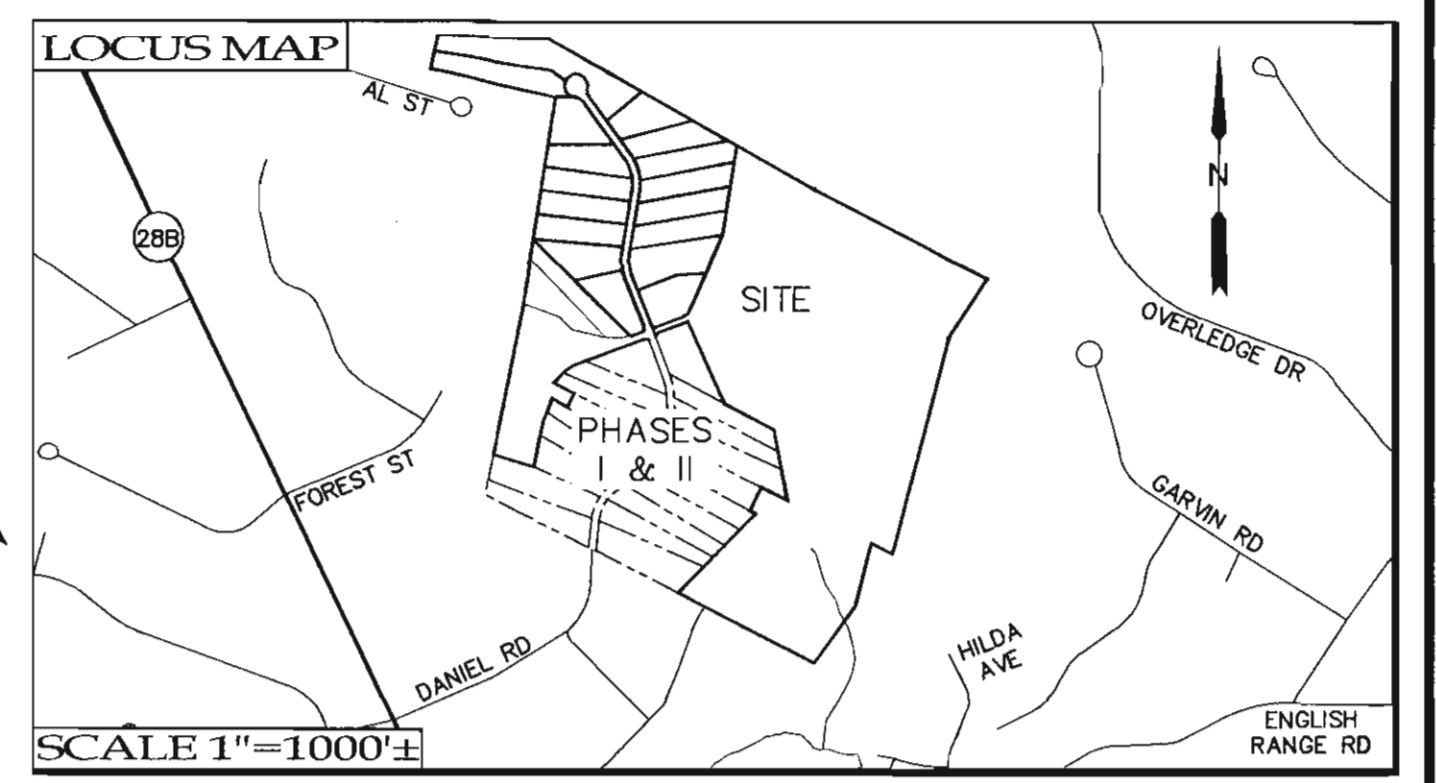 LOCUS MAP
AL ST
28B
N
SITE
OVERLEDGE DR
PHASES
I & II
FOREST ST
GARVIN RD
HILDA
AVE
DANIEL RD
ENGLISH
RANGE RD
SCALE 1"=1000'±